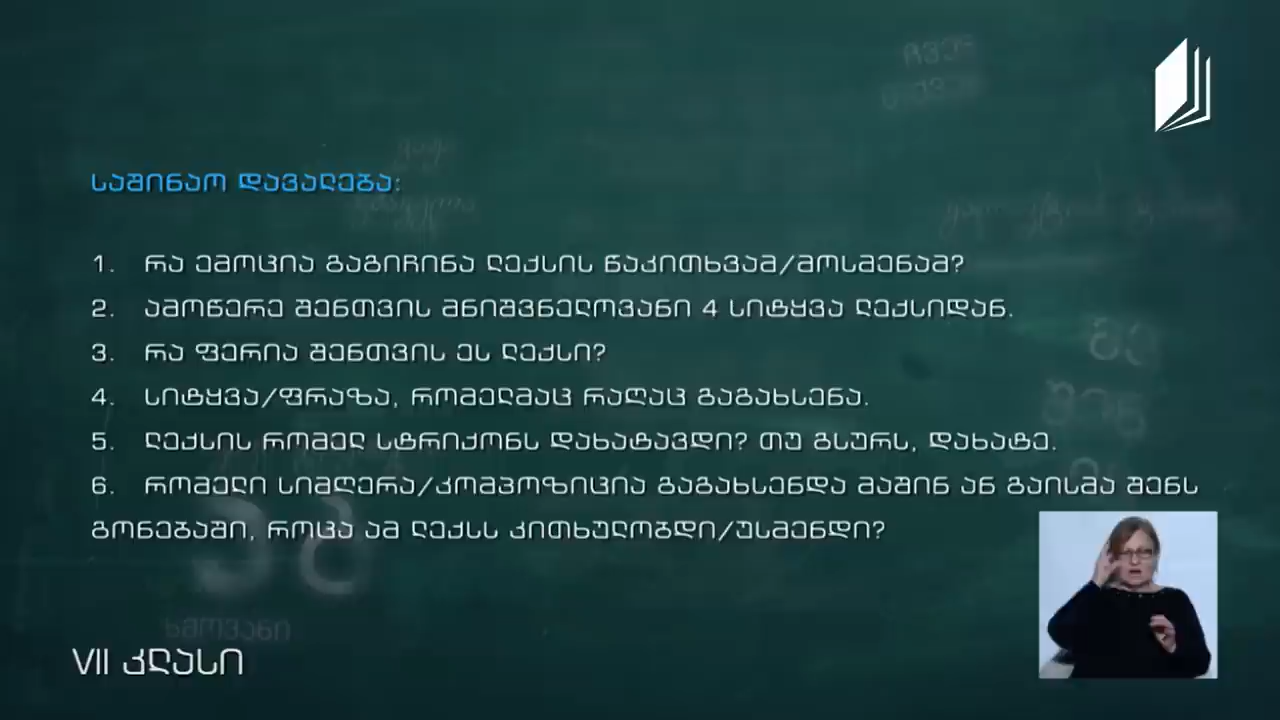 საშინაო დავალება:
1. რა ემოცია გაგიჩინა ლექსის წაკითხვამ/მოსმენამ?
2. ამოწერე შენთვის მნიშვნელოვანი 4 სიტყვა ლექსიდან.
3. რა ფერია შენთვის ეს ლექსი?
4. სიტყვა/ფრაზა, რომელმაც რაღაც გაგახსენა.
5. ლექსის რომელ სტრიქონს დახატავდი? თუ გსურს, დახატე.
6. რომელი სიმღერა/კომპოზიცია გაგახსენდა მაშინ ან გაისმა შენს
გონებაში, როცა ამ ლექსს კითხულობდი/უსმენდი?
ხმოვანი
VII კლასი